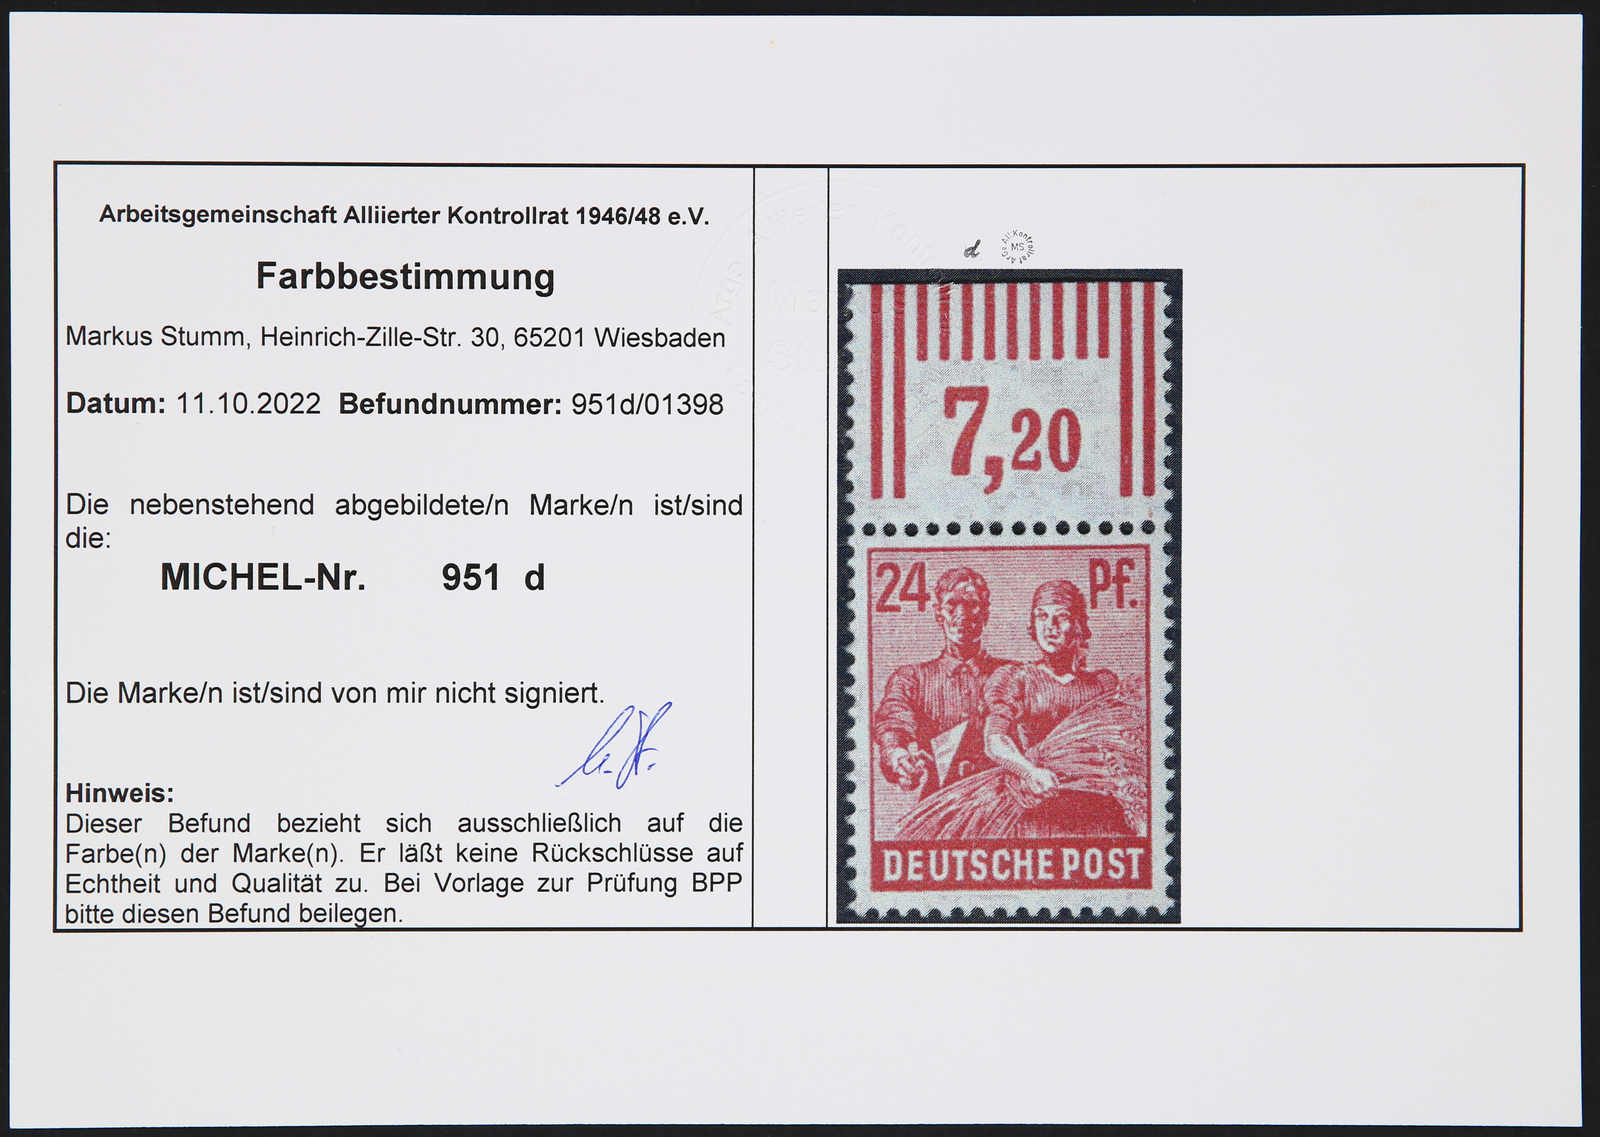 Arbeitsgemeinschaft Alliierter Kontrollrat 1946/48 e.V.
Farbbestimmung
Markus Stumm, Heinrich-Zille-Str. 30, 65201 Wiesbaden
Datum: 11.10.2022 Befundnummer: 951d/01398
Die nebenstehend abgebildete/n Marke/n ist/sind
die:
MICHEL-Nr. 951 d
Die Marke/n ist/sind von mir nicht signiert.
Hinweis:
Dieser Befund bezieht sich ausschließlich auf die
Farbe(n) der Marke(n). Er läßt keine Rückschlüsse auf
Echtheit und Qualität zu. Bei Vorlage zur Prüfung BPP
bitte diesen Befund beilegen.
d
MS
7,20
24 Pf.
DEUTSCHE POST